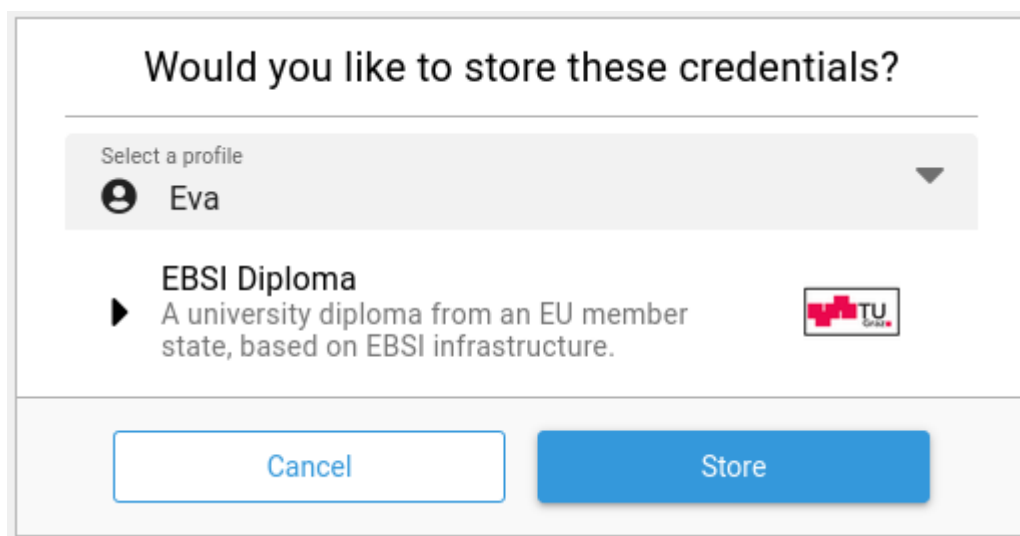 Would you like to store these credentials?
Select a profile
Eva
EBSI Diploma
A university diploma from an EU member
state, based on EBSI infrastructure.
TU
Graz
Cancel
Store